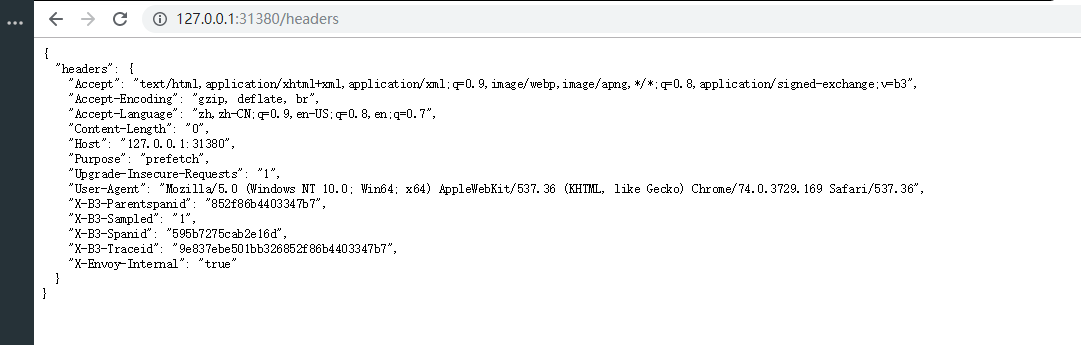 127.0.0.1:31380/headers
{
"headers": {
"Accept": "text/html,application/xhtml+xml,application/xml;q=0.9,image/webp,image/apng,*/*;q=0.8,application/signed-exchange;v=b3",
"Accept-Encoding": "gzip, deflate, br",
"Accept-Language": "zh,zh-CN;q=0.9,en-US;q=0.8,en;q=0.7",
"Content-Length": "0",
"Host": "127.0.0.1:31380",
"Purpose": "prefetch",
"Upgrade-Insecure-Requests": "1",
"User-Agent": "Mozilla/5.0 (Windows NT 10.0; Win64; x64) AppleWebKit/537.36 (KHTML, like Gecko) Chrome/74.0.3729.169 Safari/537.36",
"X-B3-Parentspanid": "852f86b4403347b7",
"X-B3-Sampled": "1",
"X-B3-Spanid": "595b7275cab2e16d",
"X-B3-Traceid": "9e837ebe501bb326852f86b4403347b7",
"X-Envoy-Internal": "true"
}
}